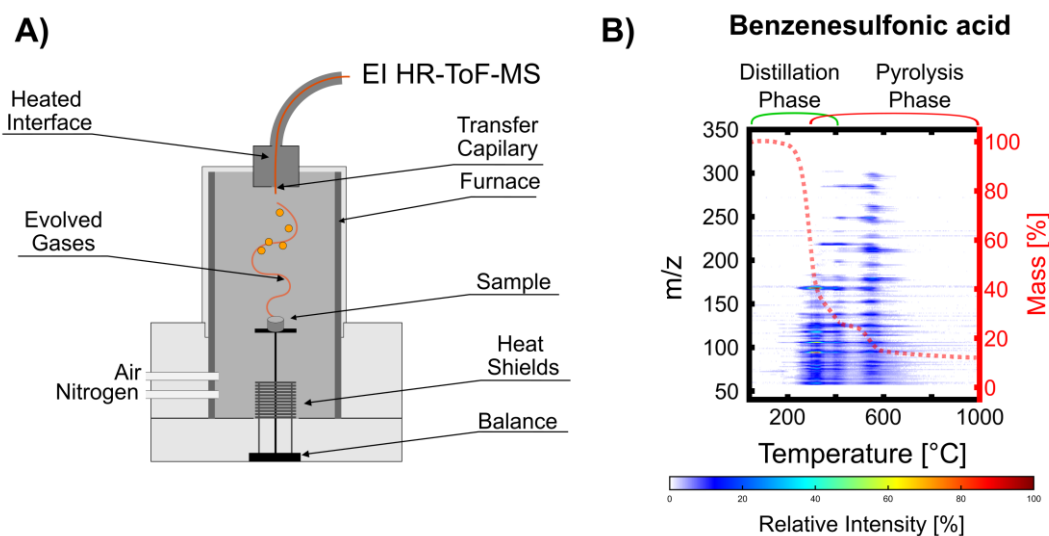 A)
EI HR-ToF-MS
Heated
Interface
Transfer
Capilary
Furnace
Evolved
Gases
Sample
Heat
Shields
Air
Nitrogen
Balance
B)
Benzenesulfonic acid
Distillation
Phase
Pyrolysis
Phase
m/z
350
300
250
200
150
100
50
100
80
60
40
20
0
Mass [%]
200 600 1000
Temperature [°C]
0 20 40 60 80 100
Relative Intensity [%]